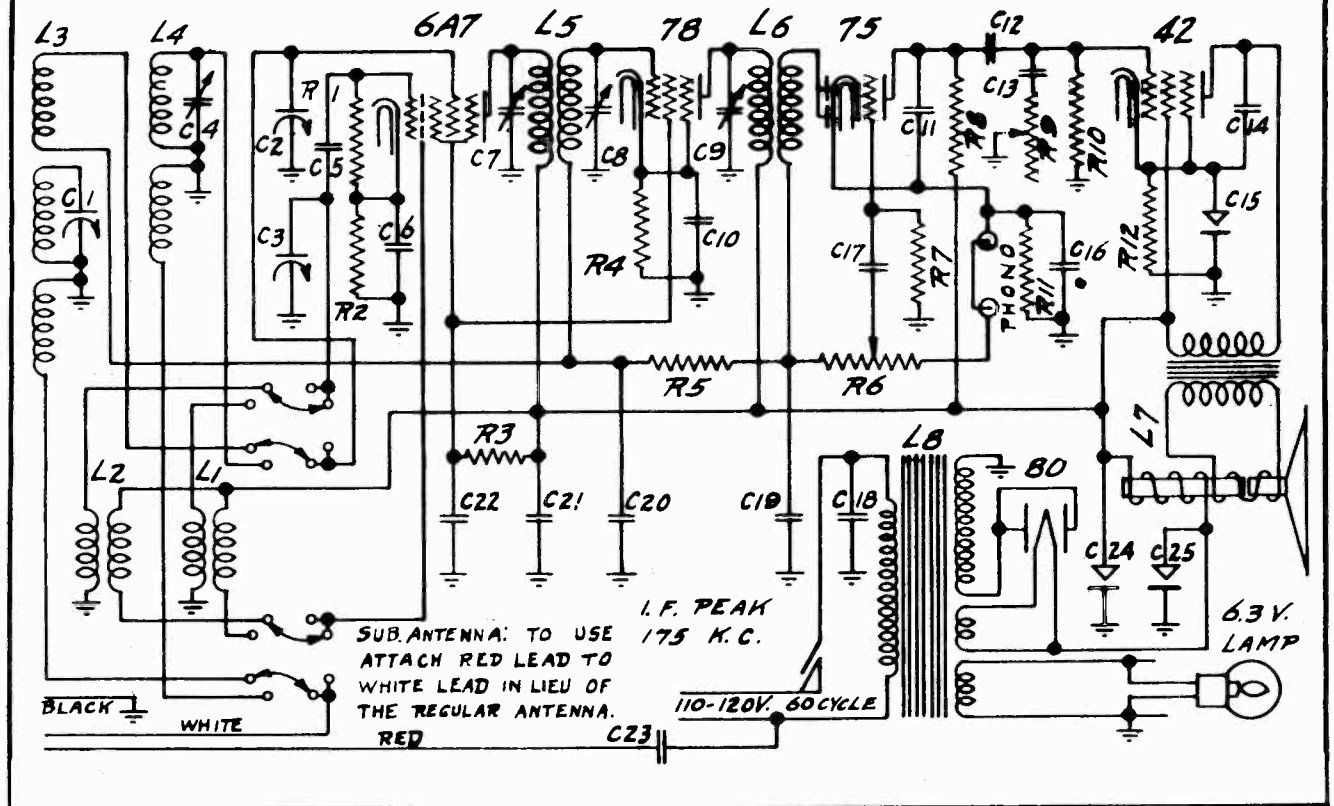 L3
L4
6A7
L5
78
L6
75
C12
42
R1
C2
C4
C5
C7
C8
C9
C11
R8
C13
R9
R10
C14
C1
C3
C6
R2
R4
C10
C17
R7
PHONO
R11
C16
R12
C15
R5
R6
R3
L2
L1
C22
C21
C20
C19
C18
L8
80
L7
C24
C25
I.F. PEAK
175 K.C.
6.3 V.
LAMP
SUB. ANTENNA: TO USE
ATTACH RED LEAD TO
WHITE LEAD IN LIEU OF
THE REGULAR ANTENNA.
110-120V. 60 CYCLE
BLACK
WHITE
RED
C23